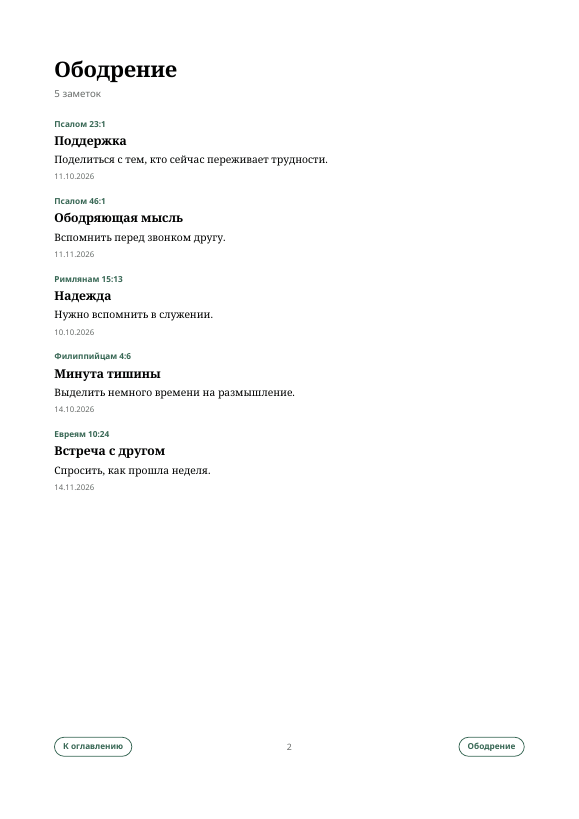 Ободрение
5 заметок
Псалом 23:1
Поддержка
Поделиться с тем, кто сейчас переживает трудности.
11.10.2026
Псалом 46:1
Ободряющая мысль
Вспомнить перед звонком другу.
11.11.2026
Римлянам 15:13
Надежда
Нужно вспомнить в служении.
10.10.2026
Филиппийцам 4:6
Минута тишины
Выделить немного времени на размышление.
14.10.2026
Евреям 10:24
Встреча с другом
Спросить, как прошла неделя.
14.11.2026
К оглавлению
2
Ободрение